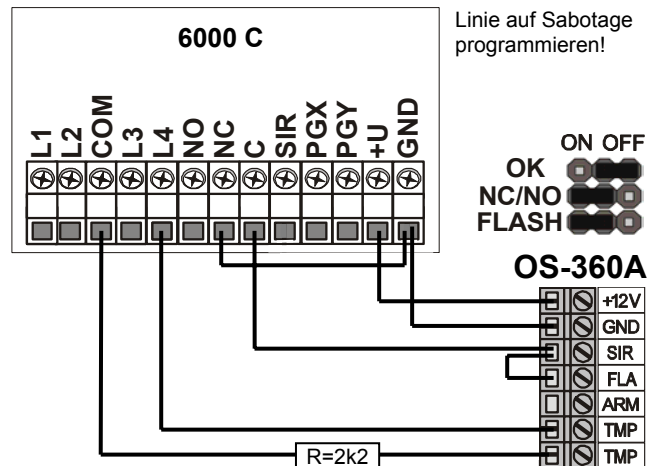 6000 C
Linie auf Sabotage
programmieren!
L1
L2
COM
L3
L4
NO
NC
C
SIR
PGX
PGY
+U
GND
ON OFF
OK
NC/NO
FLASH
OS-360A
+12V
GND
SIR
FLA
ARM
TMP
TMP
R=2k2